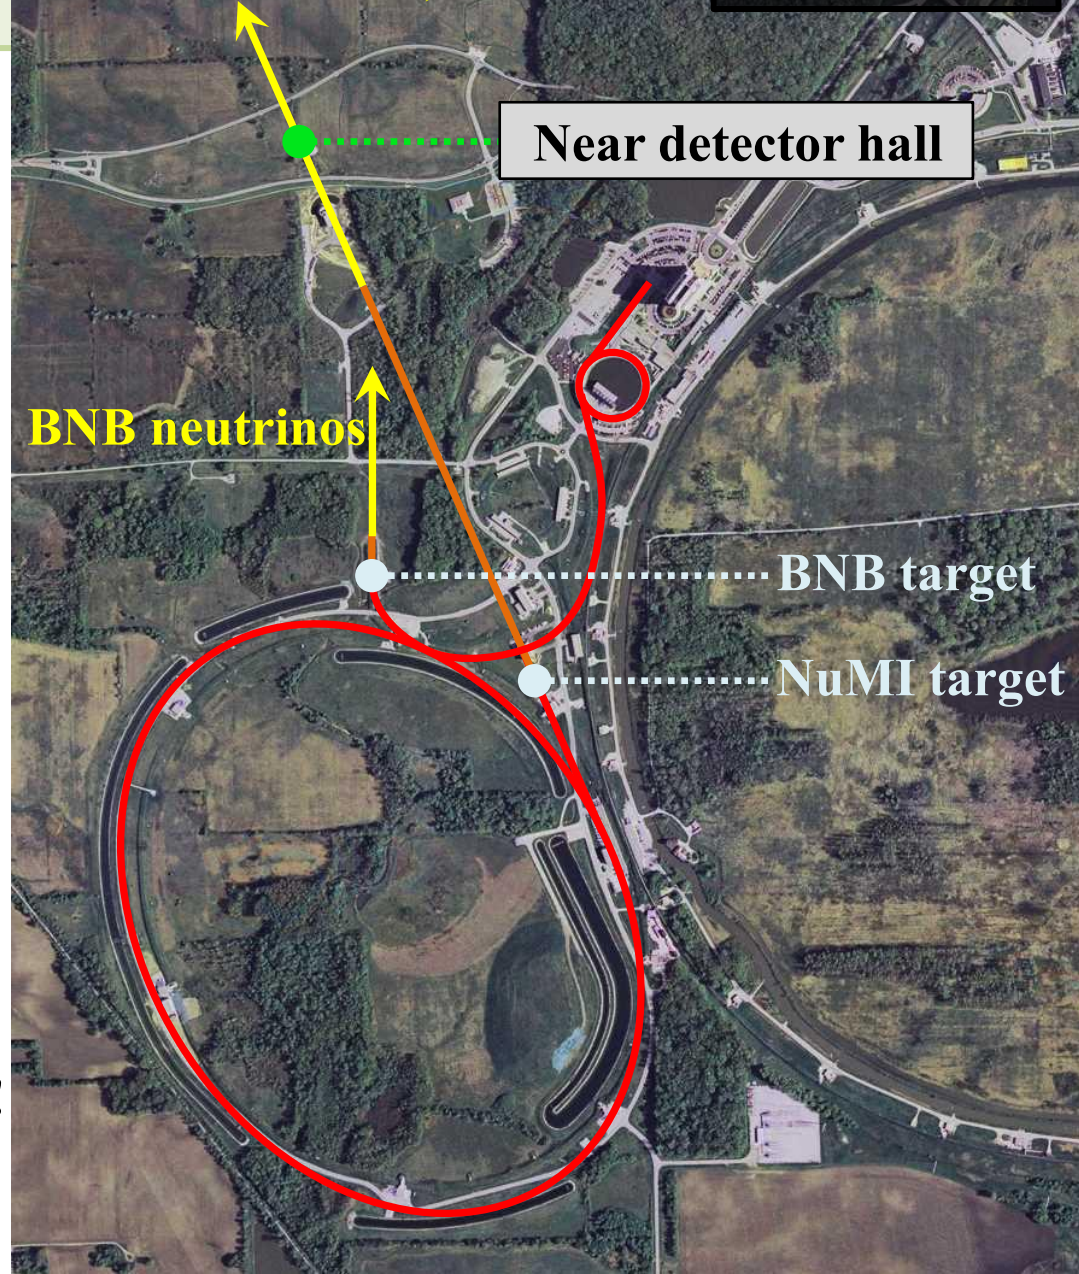 Near detector hall
BNB neutrinos
BNB target
NuMI target